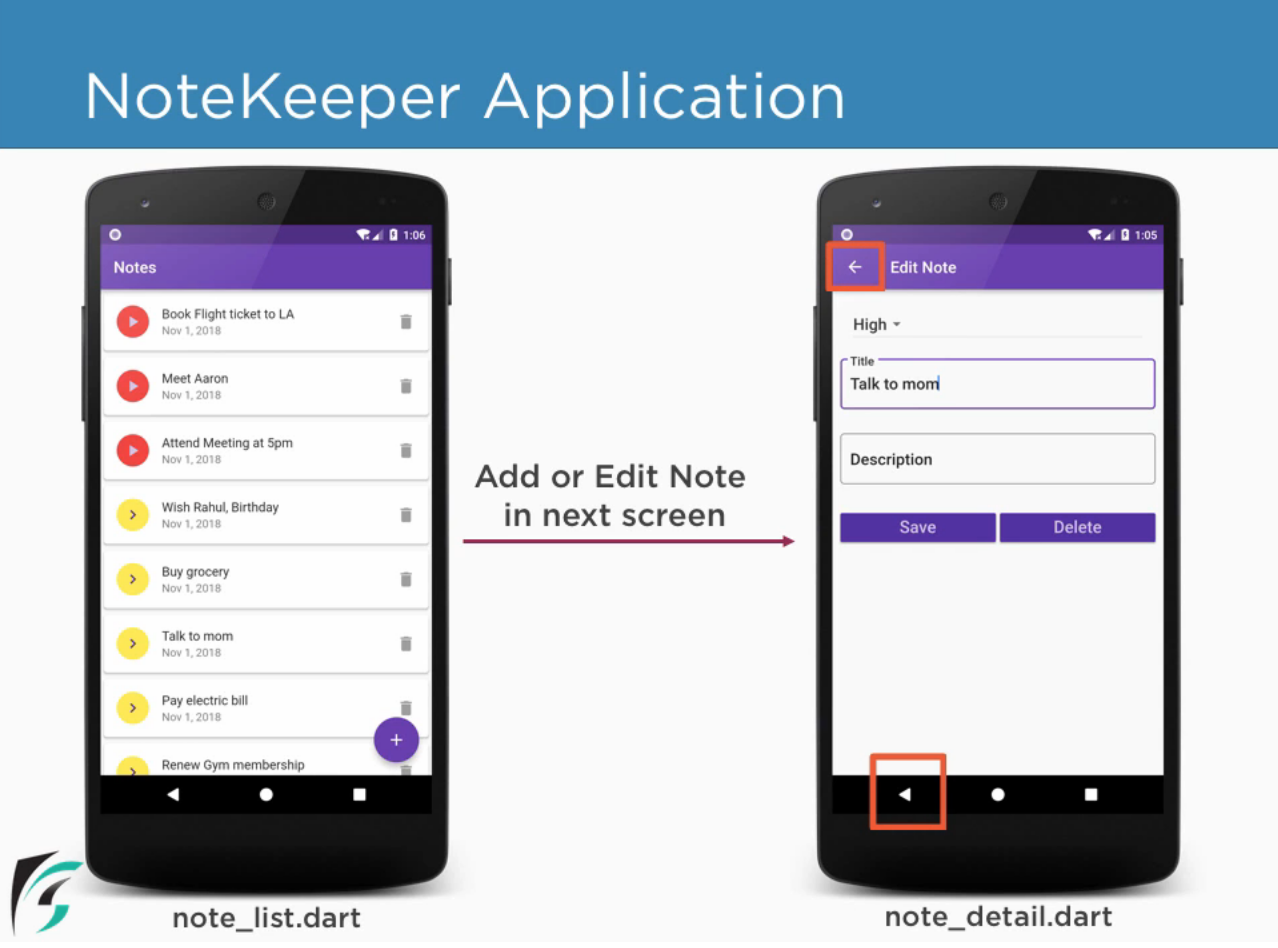 NoteKeeper Application
1:06
Notes
Book Flight ticket to LA
Nov 1, 2018
Meet Aaron
Nov 1, 2018
Attend Meeting at 5pm
Nov 1, 2018
Wish Rahul, Birthday
Nov 1, 2018
Buy grocery
Nov 1, 2018
Talk to mom
Nov 1, 2018
Pay electric bill
Nov 1, 2018
+
Renew Gym membership
note_list.dart
Add or Edit Note
in next screen
1:05
Edit Note
High
Title
Talk to mom
Description
Save Delete
note_detail.dart